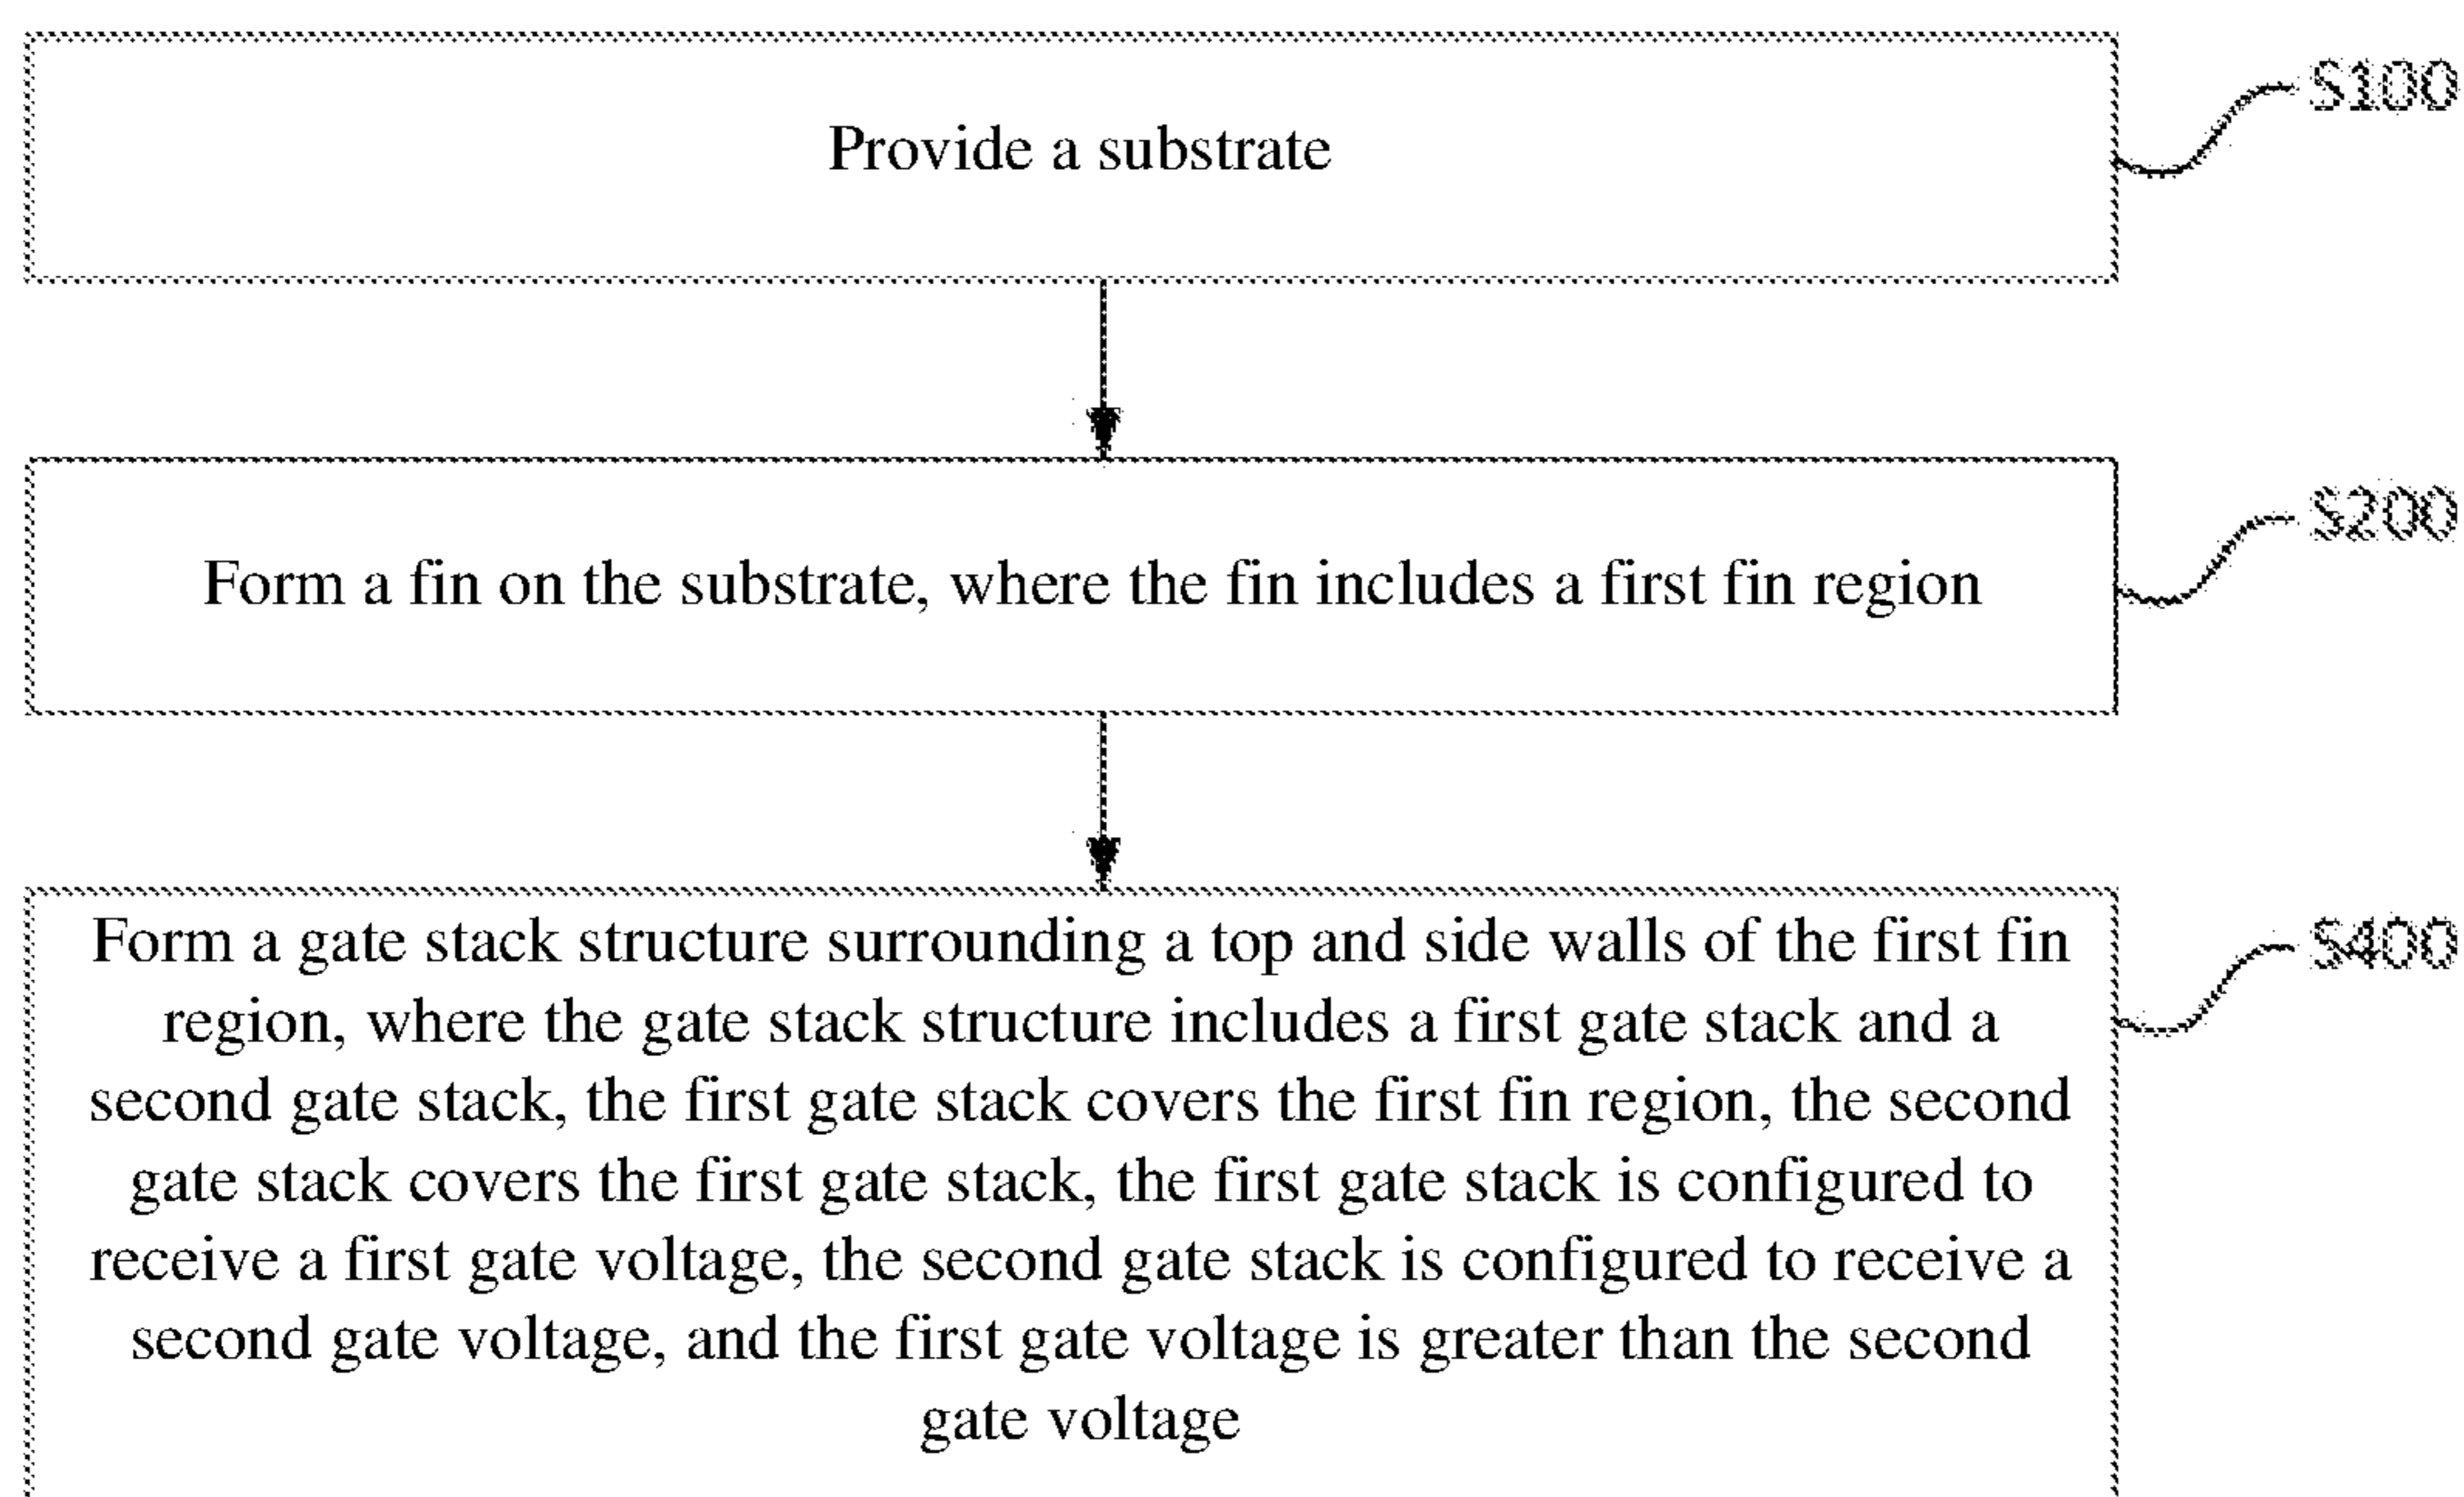 Provide a substrate
S100
Form a fin on the substrate, where the fin includes a first fin region
S200
Form a gate stack structure surrounding a top and side walls of the first fin
region, where the gate stack structure includes a first gate stack and a
second gate stack, the first gate stack covers the first fin region, the second
gate stack covers the first gate stack, the first gate stack is configured to
receive a first gate voltage, the second gate stack is configured to receive a
second gate voltage, and the first gate voltage is greater than the second
gate voltage
S400